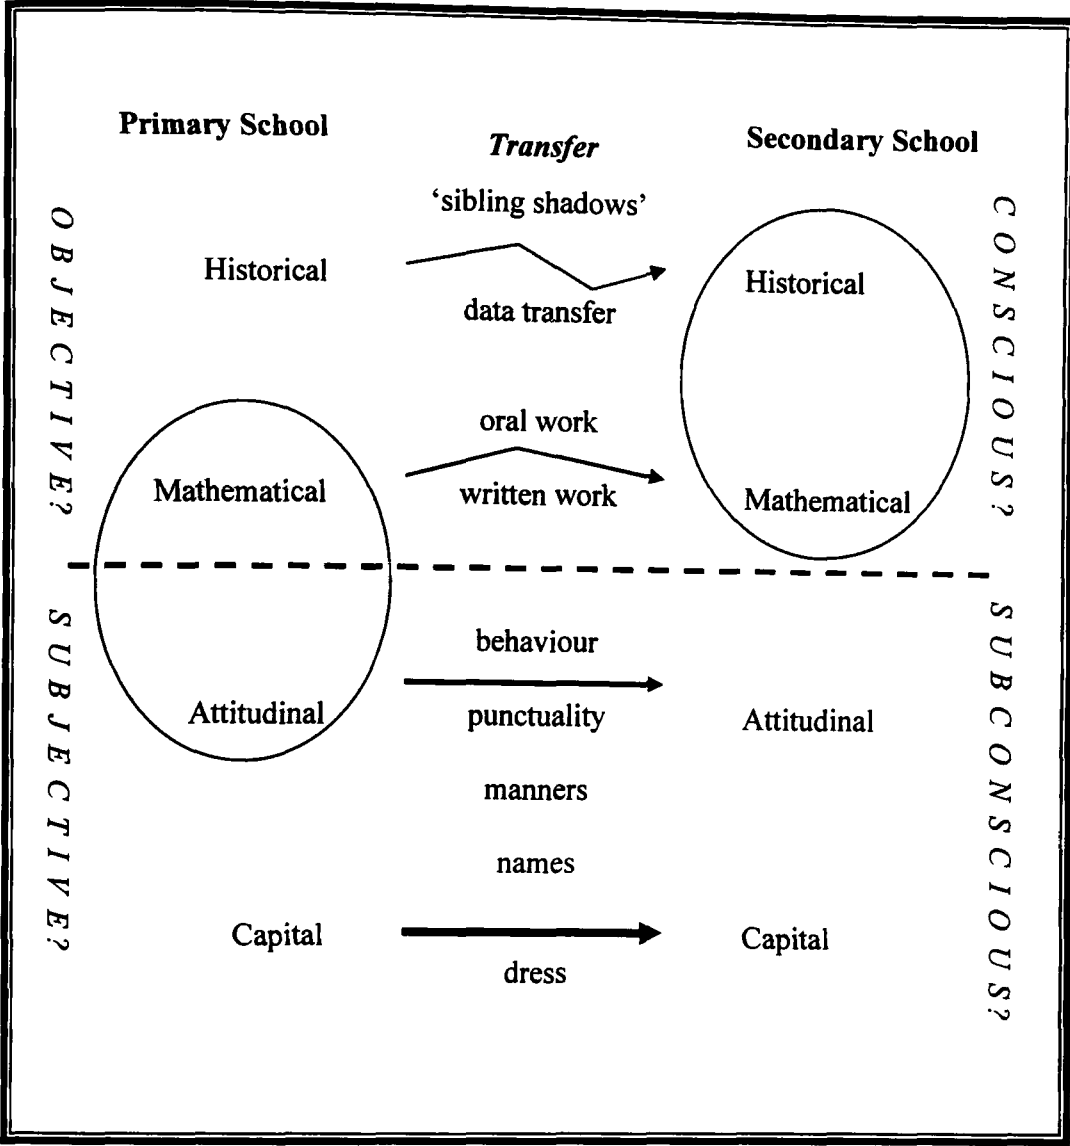 Primary School
Transfer
Secondary School
'sibling shadows'
Historical
Historical
data transfer
oral work
Mathematical
written work
Mathematical
OBJECTIVE?
CONSCIOUS?
behaviour
Attitudinal
punctuality
Attitudinal
manners
names
Capital
Capital
dress
SUBJECTIVE?
SUBCONSCIOUS?